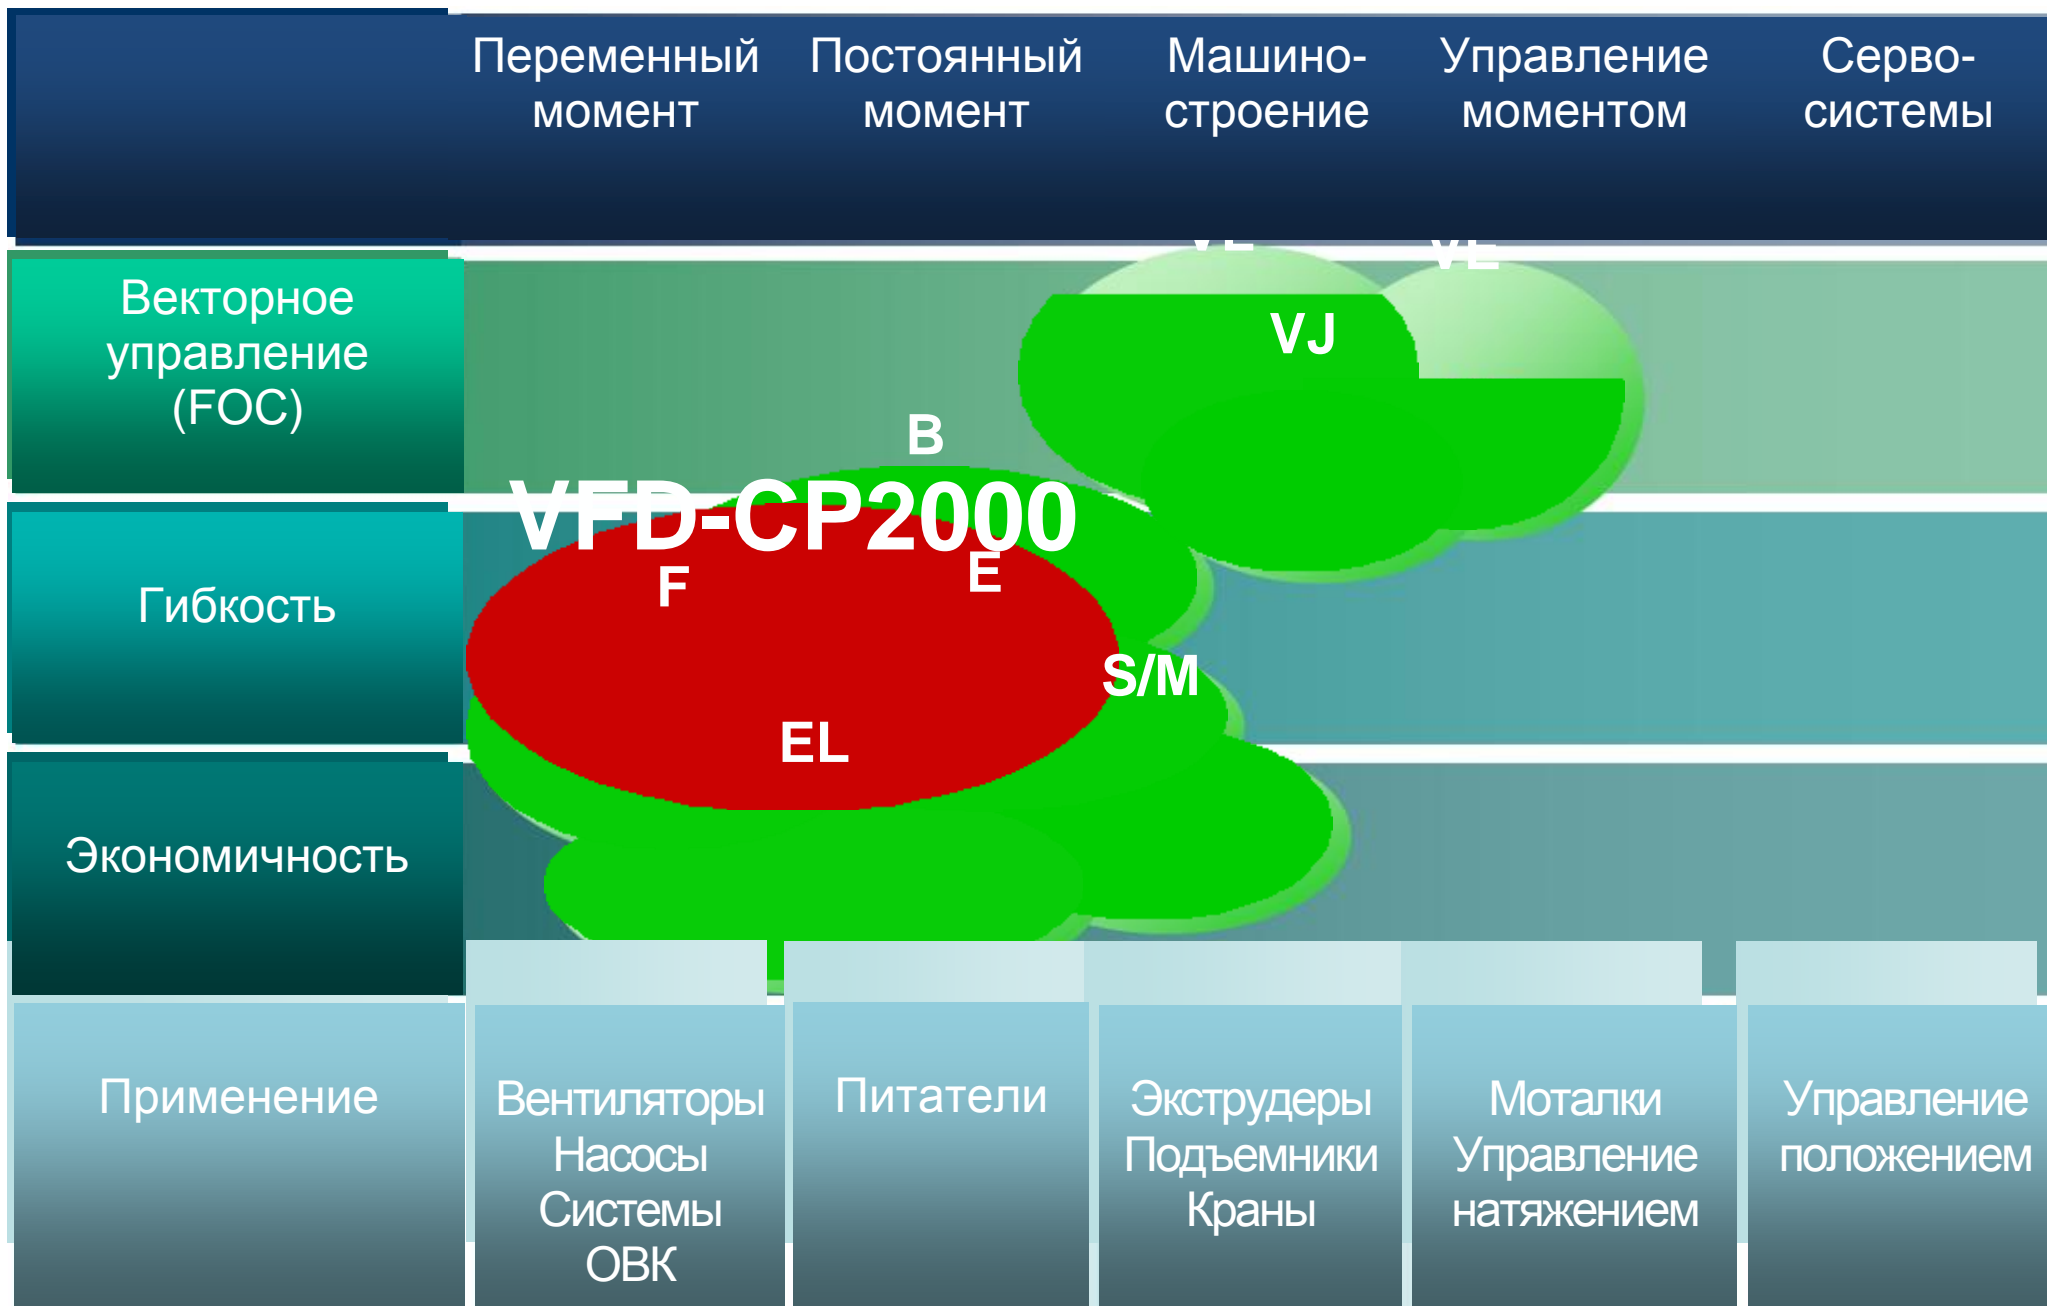 Переменный
момент
Постоянный
момент
Машино-
строение
Управление
моментом
Серво-
системы
Векторное
управление
(FOC)
VE
VJ
B
VFD-CP2000
F
E
Гибкость
S/M
EL
Экономичность
Применение
Вентиляторы
Насосы
Системы
ОВК
Питатели
Экструдеры
Подъемники
Краны
Моталки
Управление
натяжением
Управление
положением